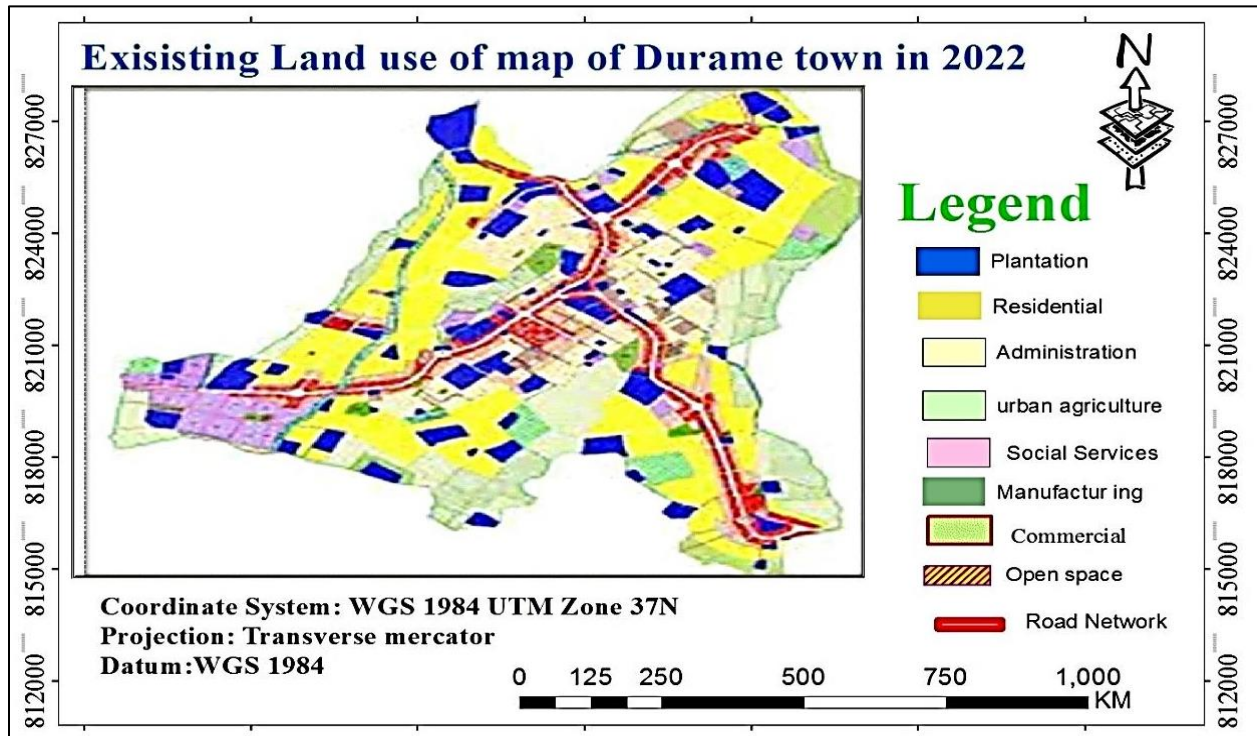 Exisisting Land use of map of Durame town in 2022
N
827000
824000
821000
818000
815000
812000
827000
824000
821000
818000
815000
812000
Legend
Plantation
Residential
Administration
urban agriculture
Social Services
Manufactur ing
Commercial
Open space
Road Network
Coordinate System: WGS 1984 UTM Zone 37N
Projection: Transverse mercator
Datum:WGS 1984
0 125 250 500 750 1,000
KM